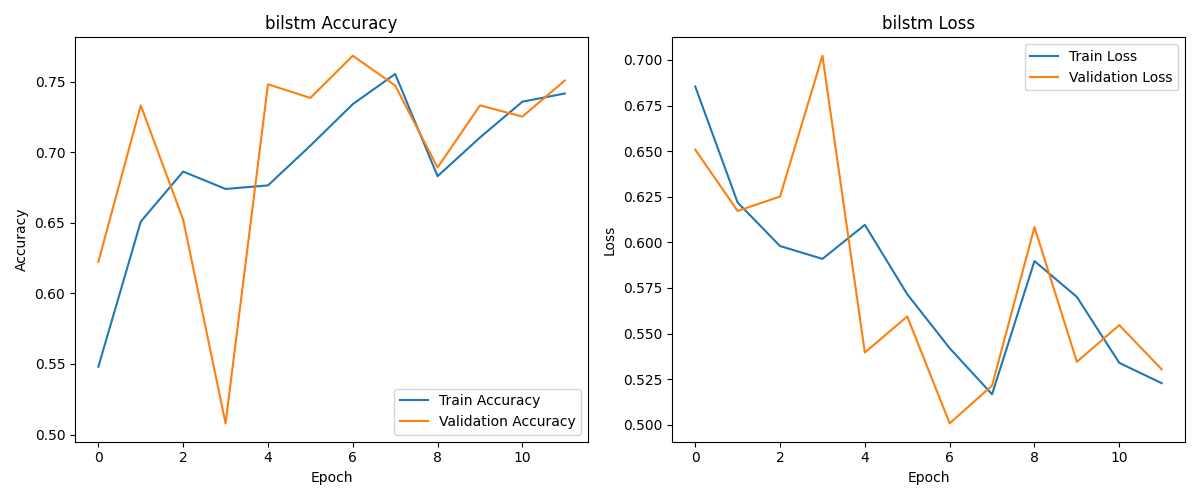 bilstm Accuracy
Accuracy
0.75
0.70
0.65
0.60
0.55
0.50
0
2
4
6
8
10
Epoch
Train Accuracy
Validation Accuracy
bilstm Loss
Loss
0.700
0.675
0.650
0.625
0.600
0.575
0.550
0.525
0.500
0
2
4
6
8
10
Epoch
Train Loss
Validation Loss